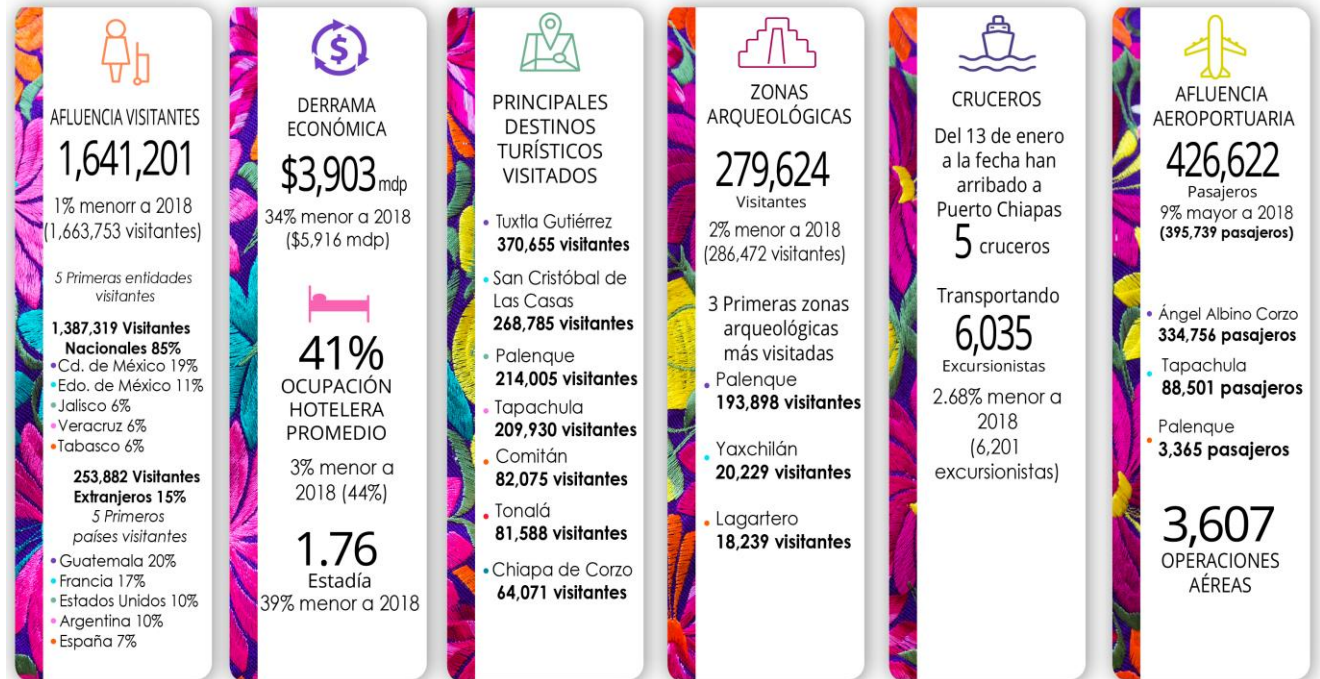 AFLUENCIA VISITANTES
1,641,201
1% menorr a 2018
(1,663,753 visitantes)
5 Primeras entidades
visitantes
1,387,319 Visitantes
Nacionales 85%
•Cd. de México 19%
•Edo. de México 11%
•Jalisco 6%
•Veracruz 6%
•Tabasco 6%
253,882 Visitantes
Extranjeros 15%
5 Primeros
países visitantes
•Guatemala 20%
•Francia 17%
•Estados Unidos 10%
•Argentina 10%
•España 7%
$
DERRAMA
ECONÓMICA
$3,903 mdp
34% menor a 2018
($5,916 mdp)
41%
OCUPACIÓN
HOTELERA
PROMEDIO
3% menor a
2018 (44%)
1.76
Estadía
39% menor a 2018
PRINCIPALES
DESTINOS
TURÍSTICOS
VISITADOS
• Tuxtla Gutiérrez
370,655 visitantes
•San Cristóbal de
Las Casas
268,785 visitantes
• Palenque
214,005 visitantes
•Tapachula
209,930 visitantes
• Comitán
82,075 visitantes
• Tonalá
81,588 visitantes
•Chiapa de Corzo
64,071 visitantes
ZONAS
ARQUEOLÓGICAS
279,624
Visitantes
2% menor a 2018
(286,472 visitantes)
3 Primeras zonas
arqueológicas
más visitadas
• Palenque
193,898 visitantes
• Yaxchilán
20,229 visitantes
• Lagartero
18,239 visitantes
CRUCEROS
Del 13 de enero
a la fecha han
arribado a
Puerto Chiapas
5 cruceros
Transportando
6,035
Excursionistas
2.68% menor a
2018
(6,201
excursionistas)
AFLUENCIA
AEROPORTUARIA
426,622
Pasajeros
9% mayor a 2018
(395,739 pasajeros)
• Ángel Albino Corzo
334,756 pasajeros
• Tapachula
88,501 pasajeros
• Palenque
3,365 pasajeros
3,607
OPERACIONES
AÉREAS